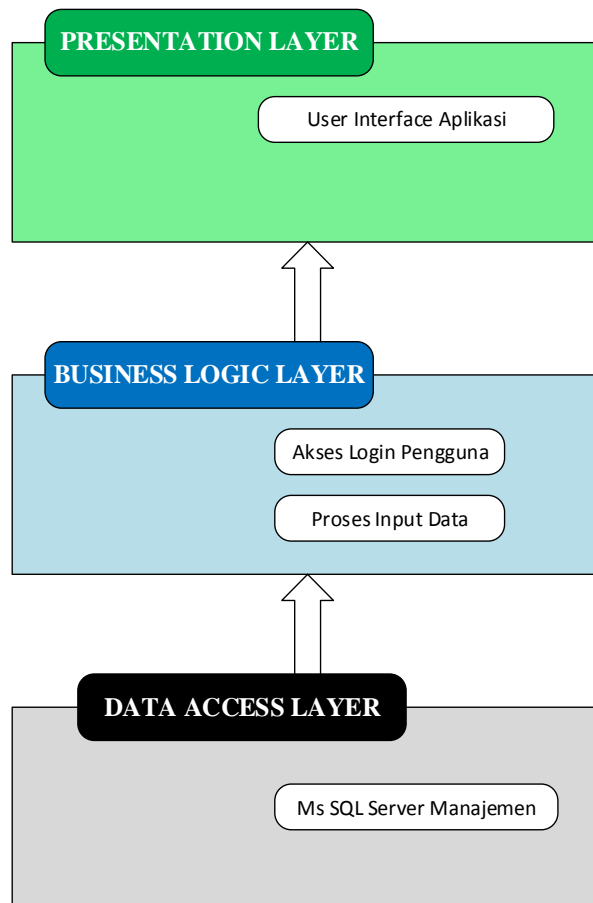 PRESENTATION LAYER
User Interface Aplikasi
BUSINESS LOGIC LAYER
Akses Login Pengguna
Proses Input Data
DATA ACCESS LAYER
Ms SQL Server Manajemen